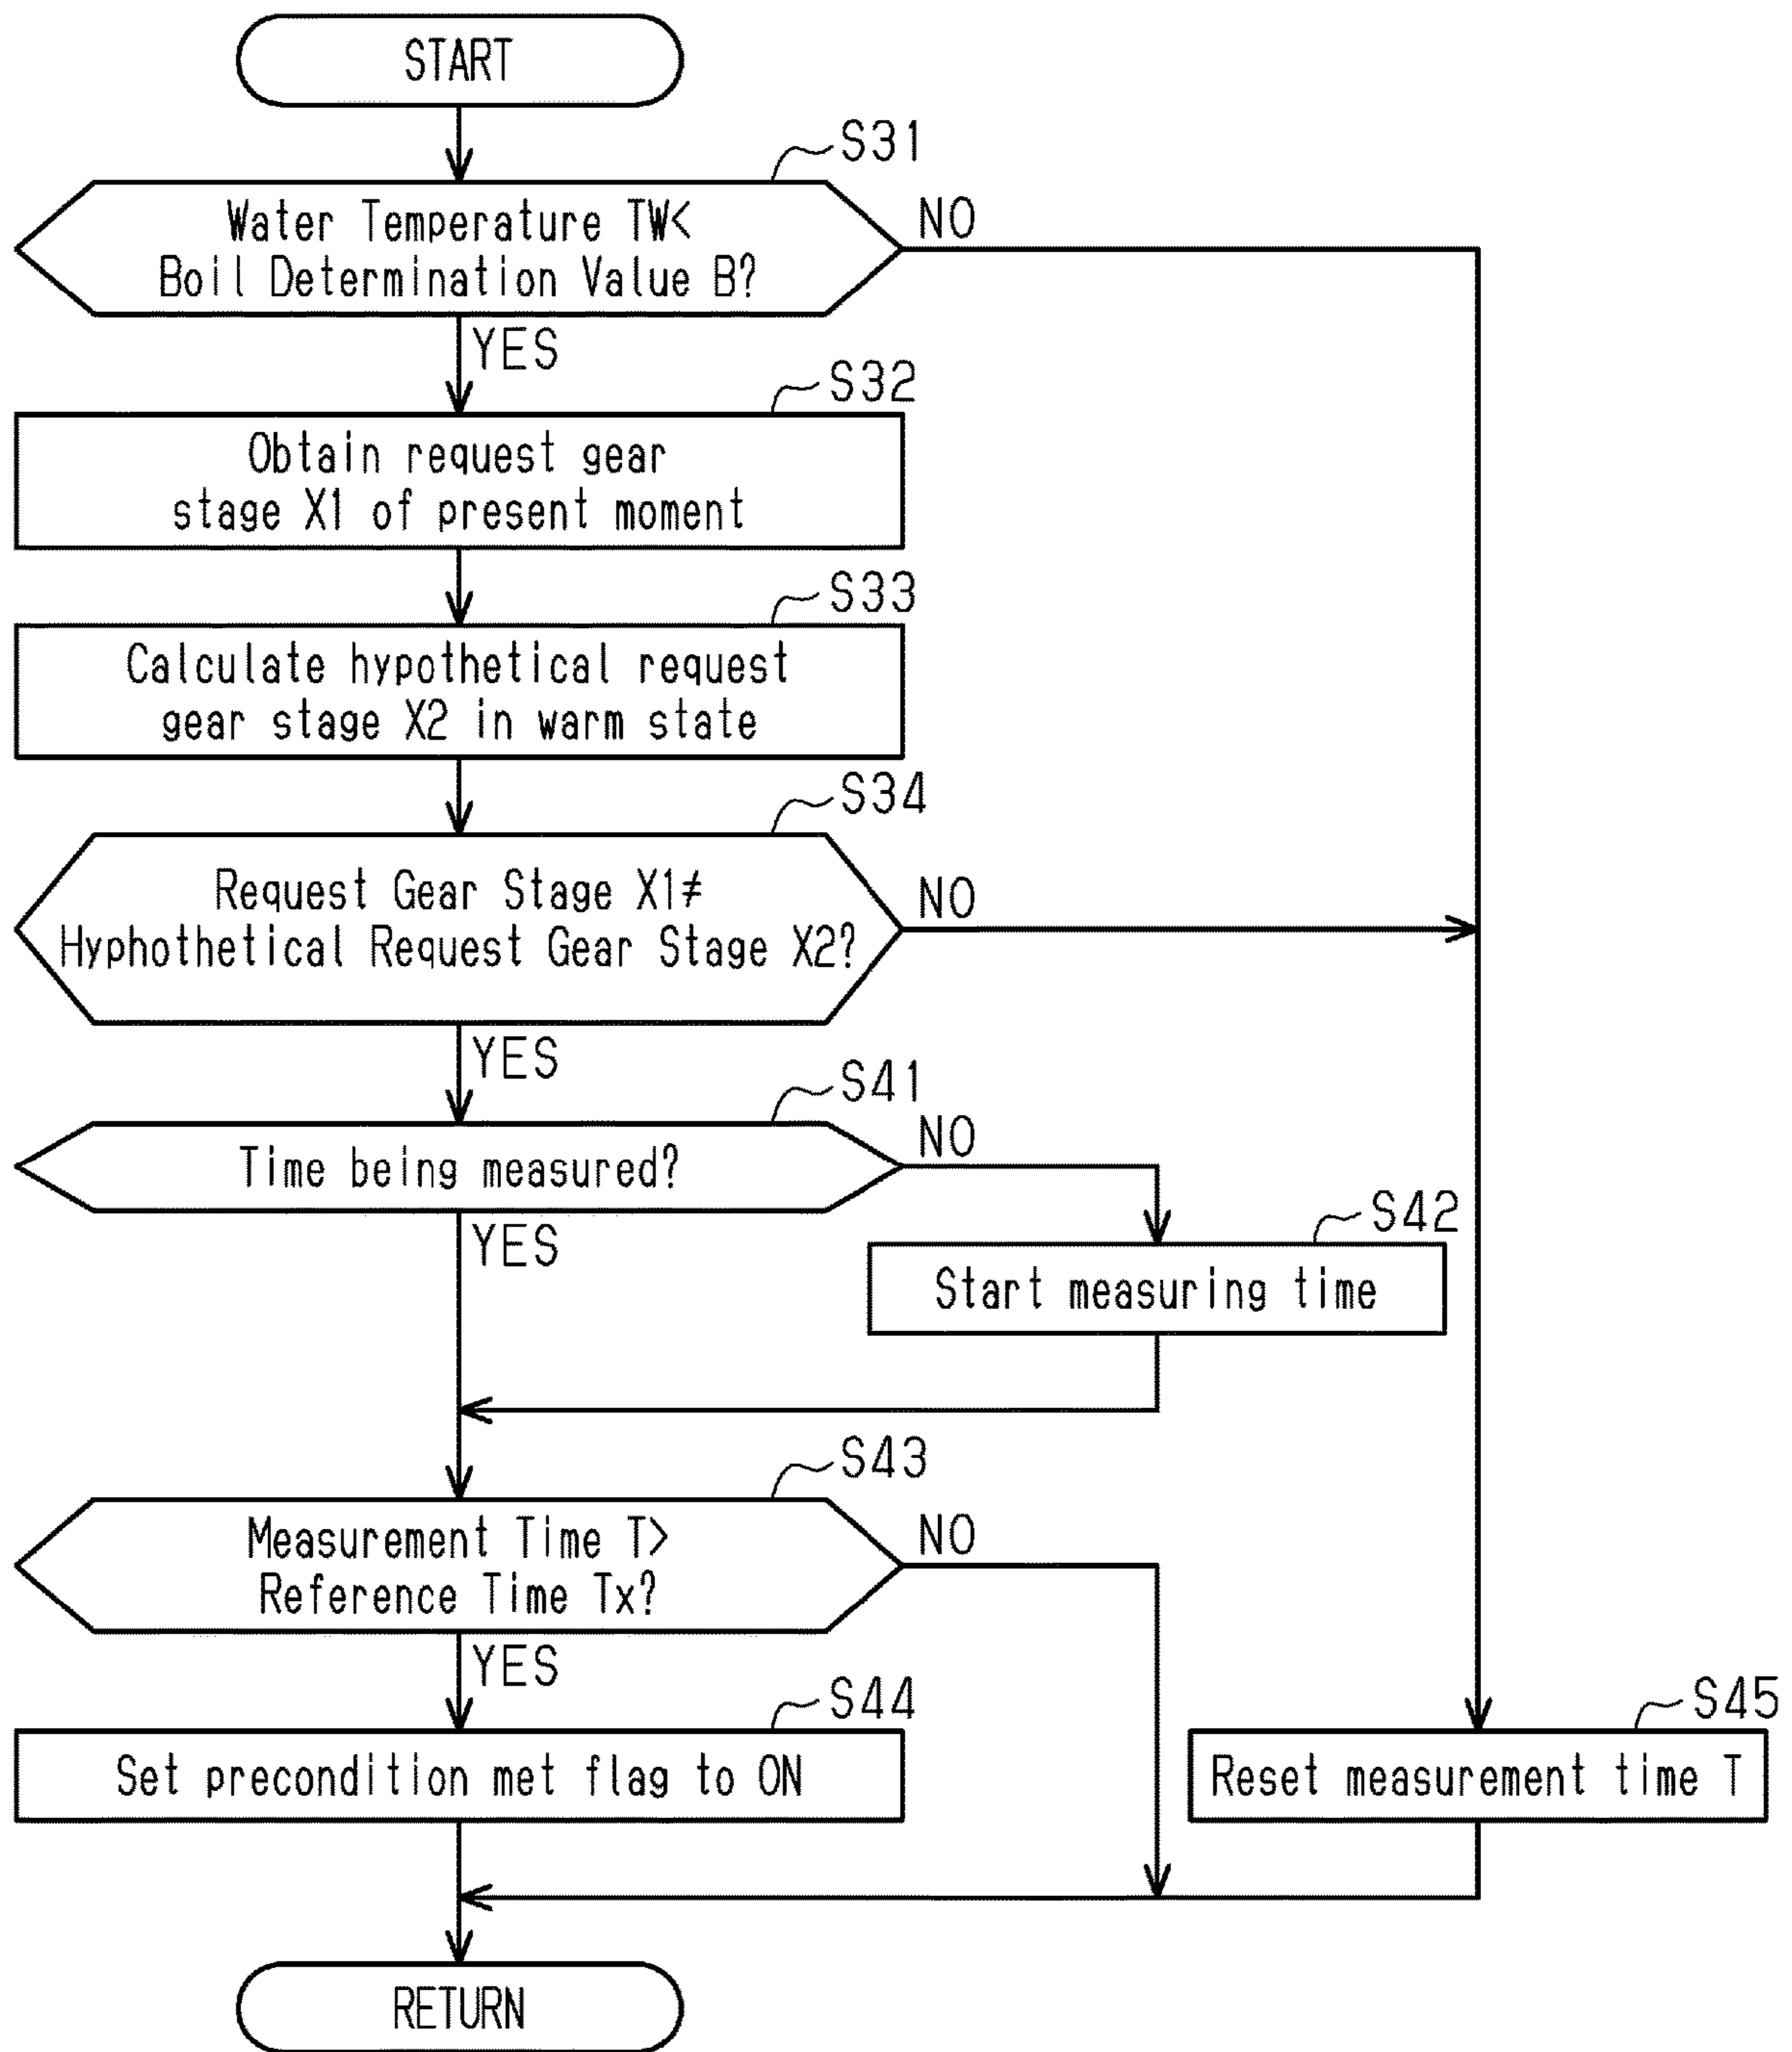 START
S31
Water Temperature TW<
Boil Determination Value B?
NO
YES
S32
Obtain request gear
stage X1 of present moment
S33
Calculate hypothetical request
gear stage X2 in warm state
S34
Request Gear Stage X1≠
Hyphothetical Request Gear Stage X2?
NO
YES
S41
Time being measured?
NO
YES
S42
Start measuring time
S43
Measurement Time T>
Reference Time Tx?
NO
YES
S44
Set precondition met flag to ON
S45
Reset measurement time T
RETURN